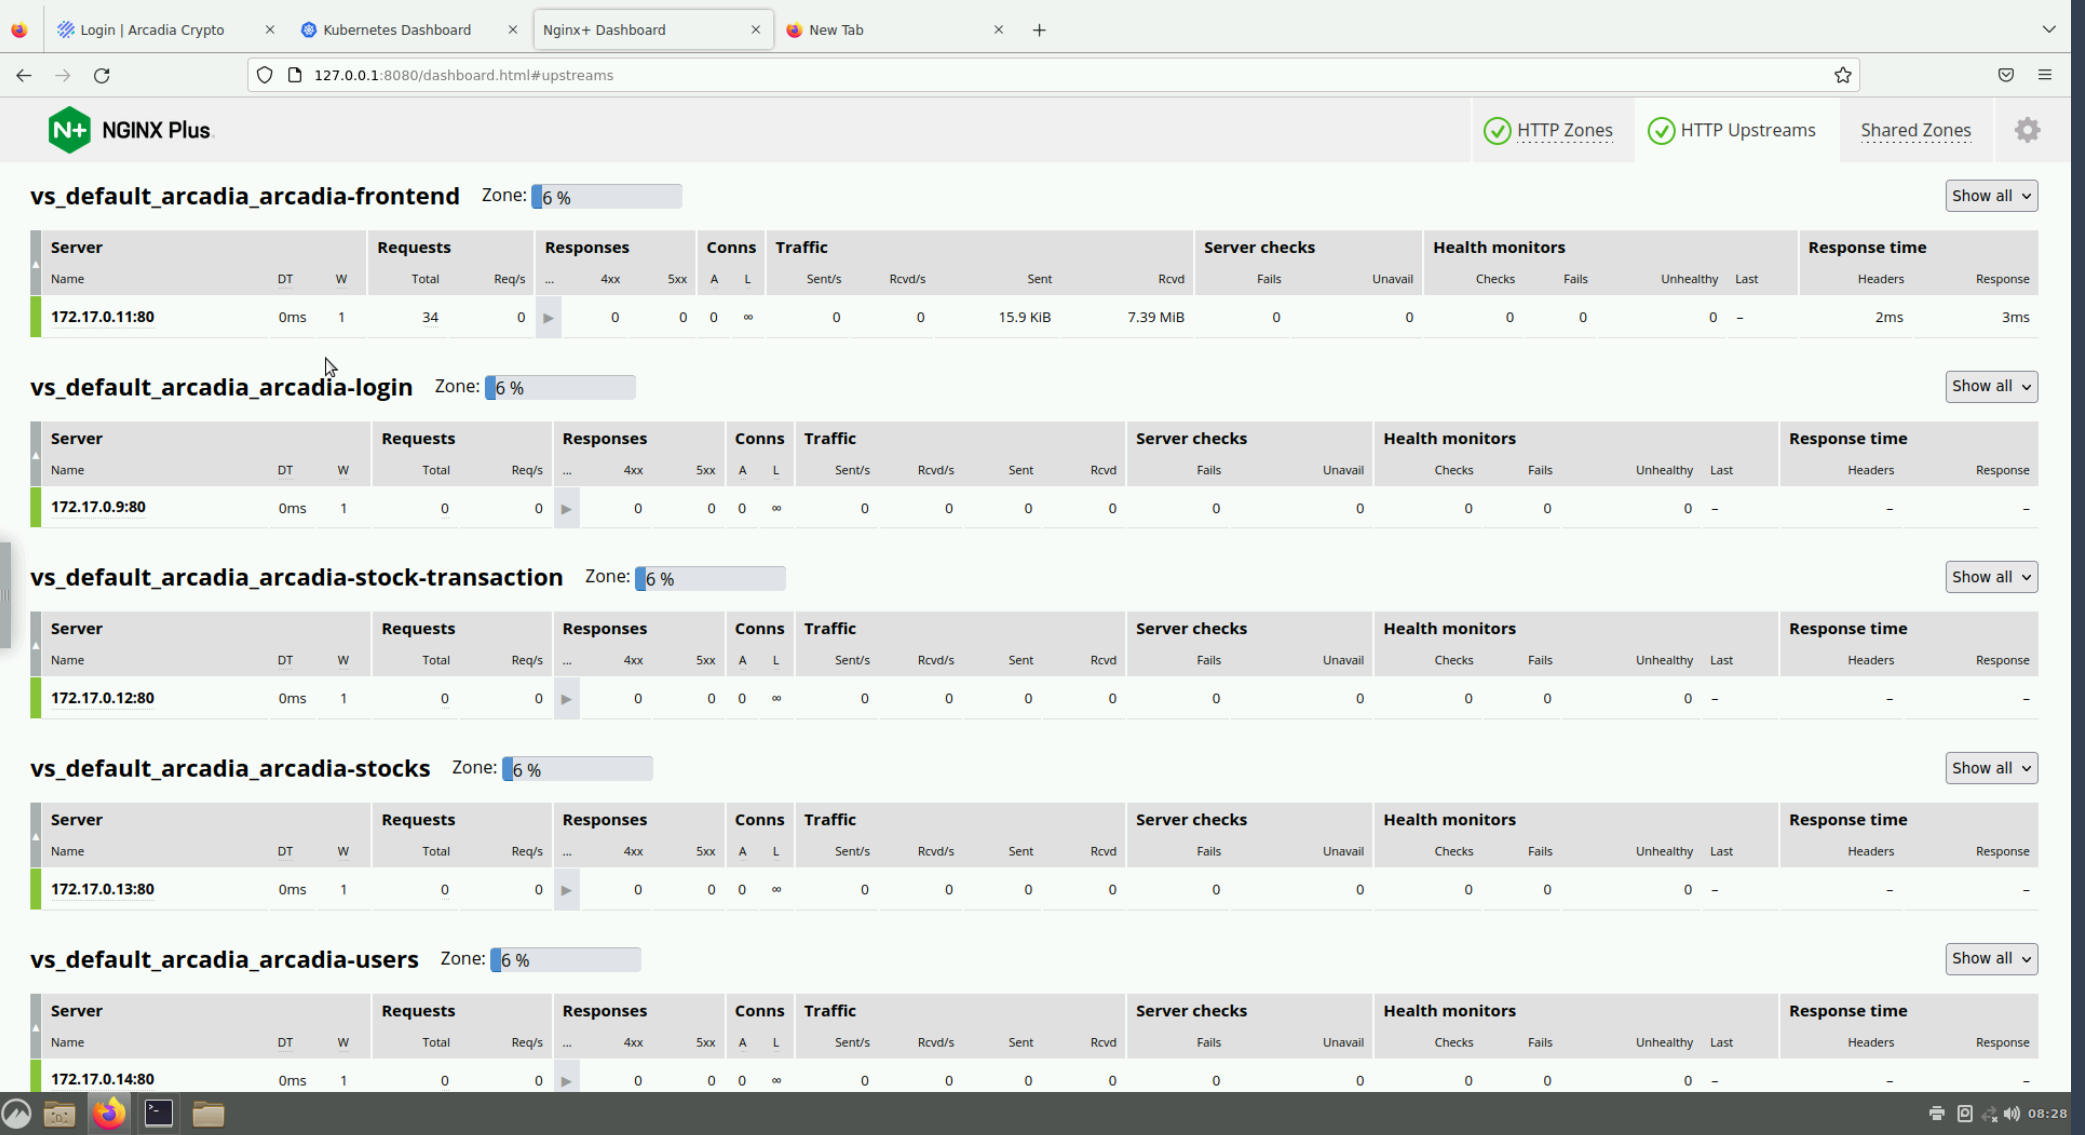 Login | Arcadia Crypto Kubernetes Dashboard Nginx+ Dashboard New Tab
127.0.0.1:8080/dashboard.html#upstreams
N+ NGINX Plus HTTP Zones HTTP Upstreams Shared Zones
vs_default_arcadia_arcadia-frontend Zone: 6 % Show all
Server Requests Responses Conns Traffic Server checks Health monitors Response time
Name DT W Total Req/s ... 4xx 5xx A L Sent/s Rcvd/s Sent Rcvd Fails Unavail Checks Fails Unhealthy Last Headers Response
172.17.0.11:80 0ms 1 34 0 0 0 0 ∞ 0 0 15.9 KiB 7.39 MiB 0 0 0 0 0 – 2ms 3ms
vs_default_arcadia_arcadia-login Zone: 6 % Show all
Server Requests Responses Conns Traffic Server checks Health monitors Response time
Name DT W Total Req/s ... 4xx 5xx A L Sent/s Rcvd/s Sent Rcvd Fails Unavail Checks Fails Unhealthy Last Headers Response
172.17.0.9:80 0ms 1 0 0 0 0 0 ∞ 0 0 0 0 0 0 0 0 0 – – –
vs_default_arcadia_arcadia-stock-transaction Zone: 6 % Show all
Server Requests Responses Conns Traffic Server checks Health monitors Response time
Name DT W Total Req/s ... 4xx 5xx A L Sent/s Rcvd/s Sent Rcvd Fails Unavail Checks Fails Unhealthy Last Headers Response
172.17.0.12:80 0ms 1 0 0 0 0 0 ∞ 0 0 0 0 0 0 0 0 0 – – –
vs_default_arcadia_arcadia-stocks Zone: 6 % Show all
Server Requests Responses Conns Traffic Server checks Health monitors Response time
Name DT W Total Req/s ... 4xx 5xx A L Sent/s Rcvd/s Sent Rcvd Fails Unavail Checks Fails Unhealthy Last Headers Response
172.17.0.13:80 0ms 1 0 0 0 0 0 ∞ 0 0 0 0 0 0 0 0 0 – – –
vs_default_arcadia_arcadia-users Zone: 6 % Show all
Server Requests Responses Conns Traffic Server checks Health monitors Response time
Name DT W Total Req/s ... 4xx 5xx A L Sent/s Rcvd/s Sent Rcvd Fails Unavail Checks Fails Unhealthy Last Headers Response
172.17.0.14:80 0ms 1 0 0 0 0 0 ∞ 0 0 0 0 0 0 0 0 0 – – –
08:28